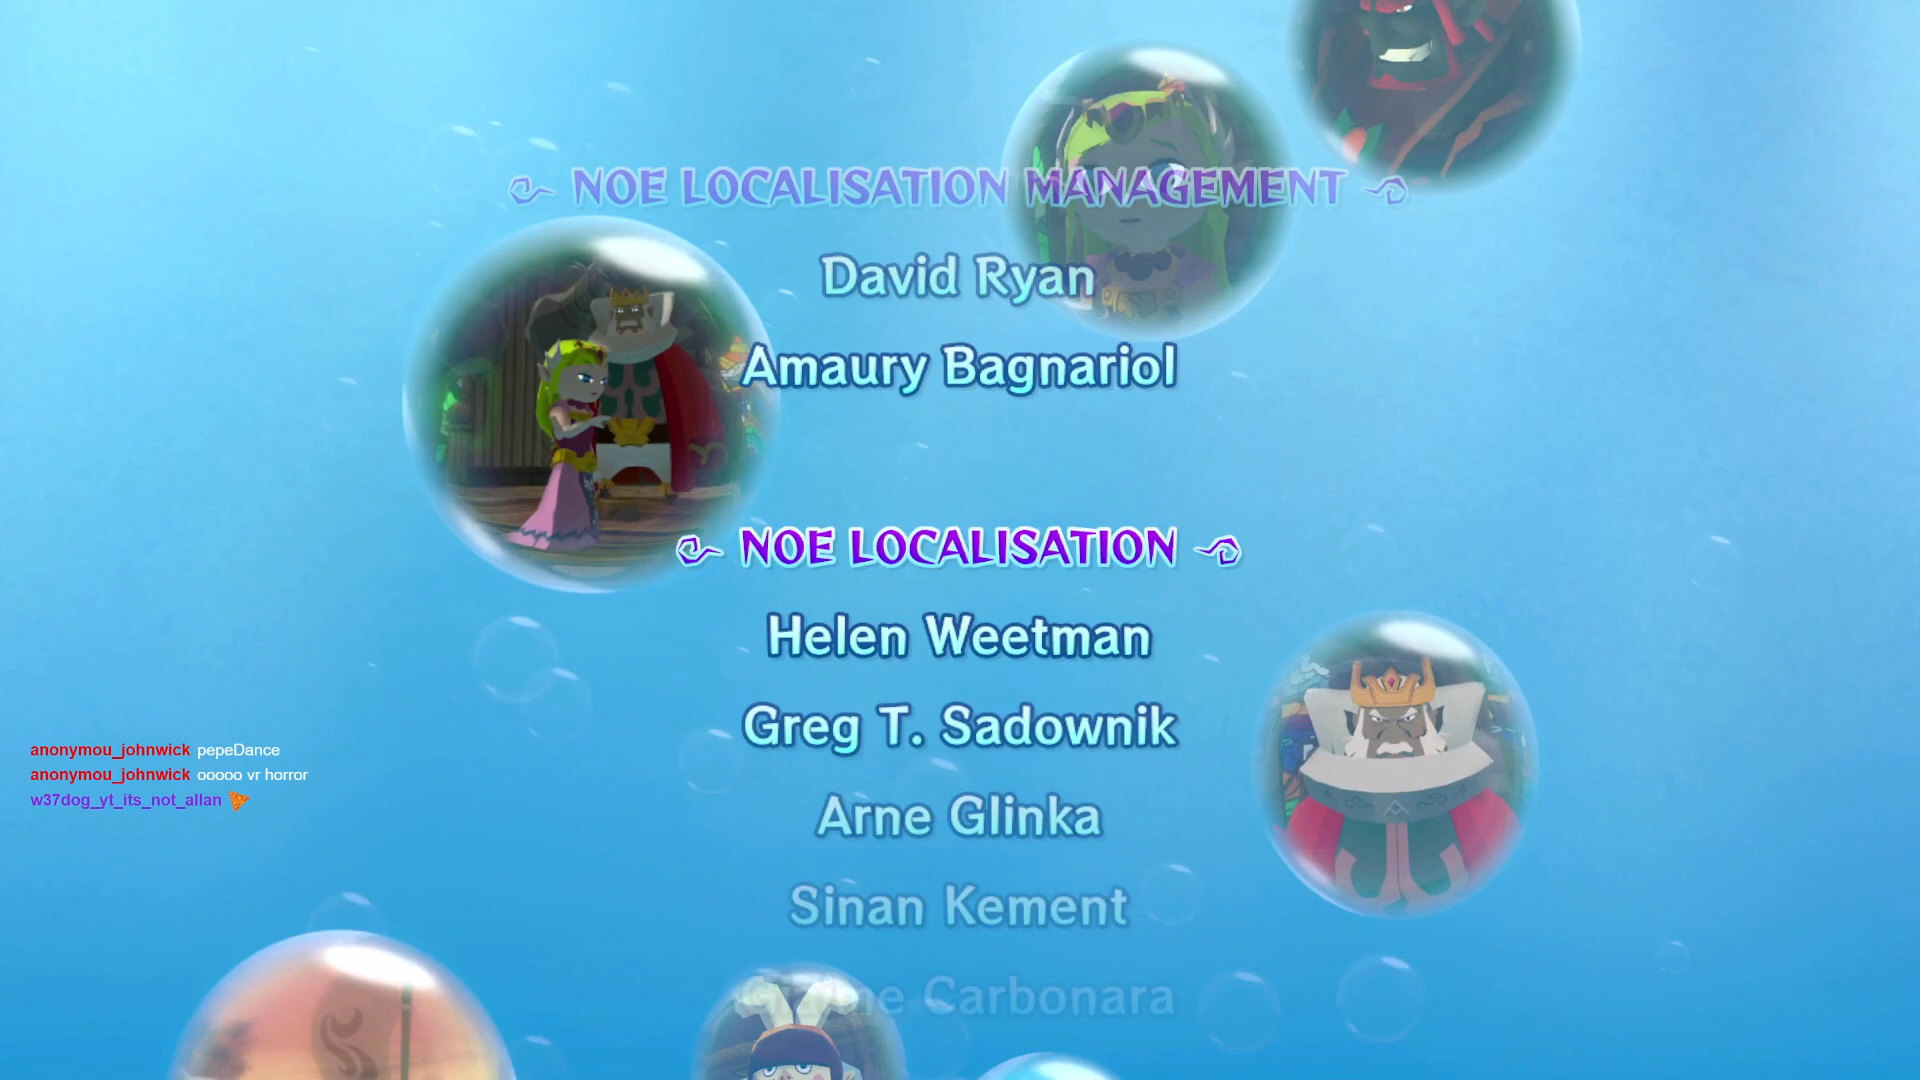 NOE LOCALISATION MANAGEMENT
David Ryan
Amaury Bagnariol
NOE LOCALISATION
Helen Weetman
Greg T. Sadownik
Arne Glinka
Sinan Kement
Carbonara
anonymou_johnwick pepeDance
anonymou_johnwick ooooo vr horror
w37dog_yt_its_not_allan